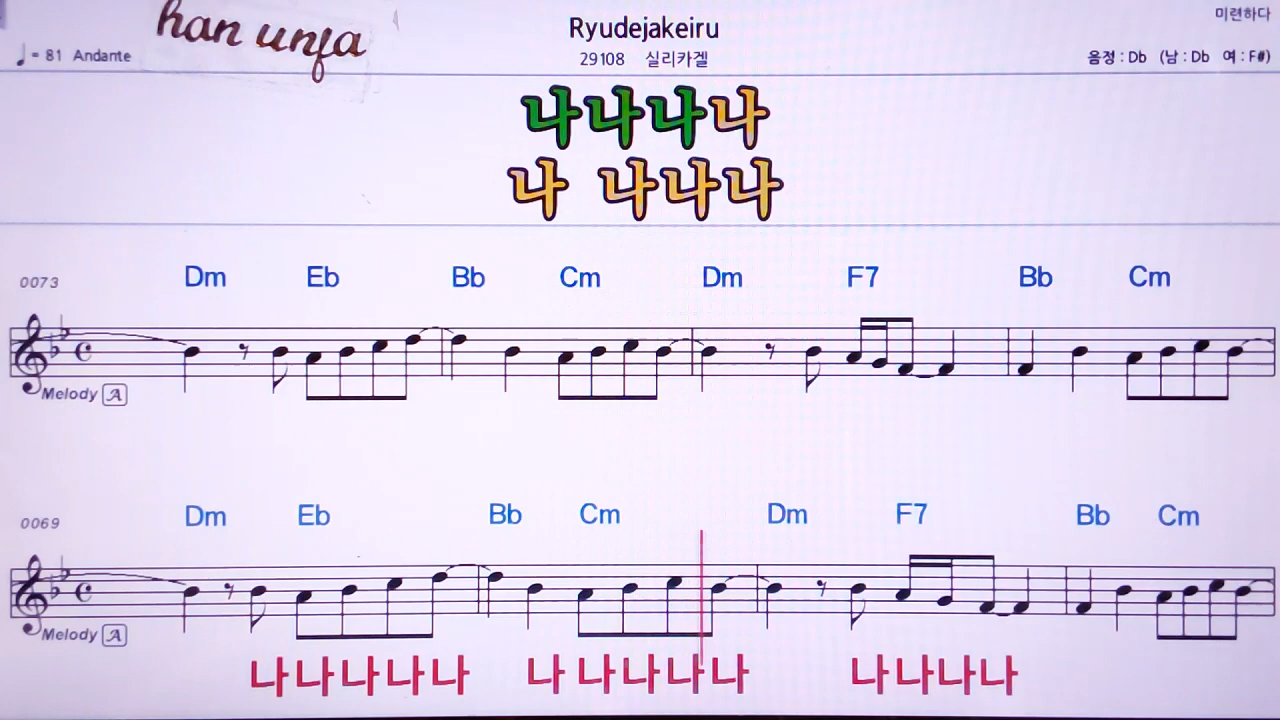 han unja
Ryudejakeiru
미련하다
♩= 81 Andante
29108 실리카겔
음정 : Db (남 : Db 여 : F#)
나나나나
나 나나나
0073
Dm Eb Bb Cm Dm F7 Bb Cm
Melody A
0069
Dm Eb Bb Cm Dm F7 Bb Cm
Melody A
나나나나나 나나나나나 나나나나